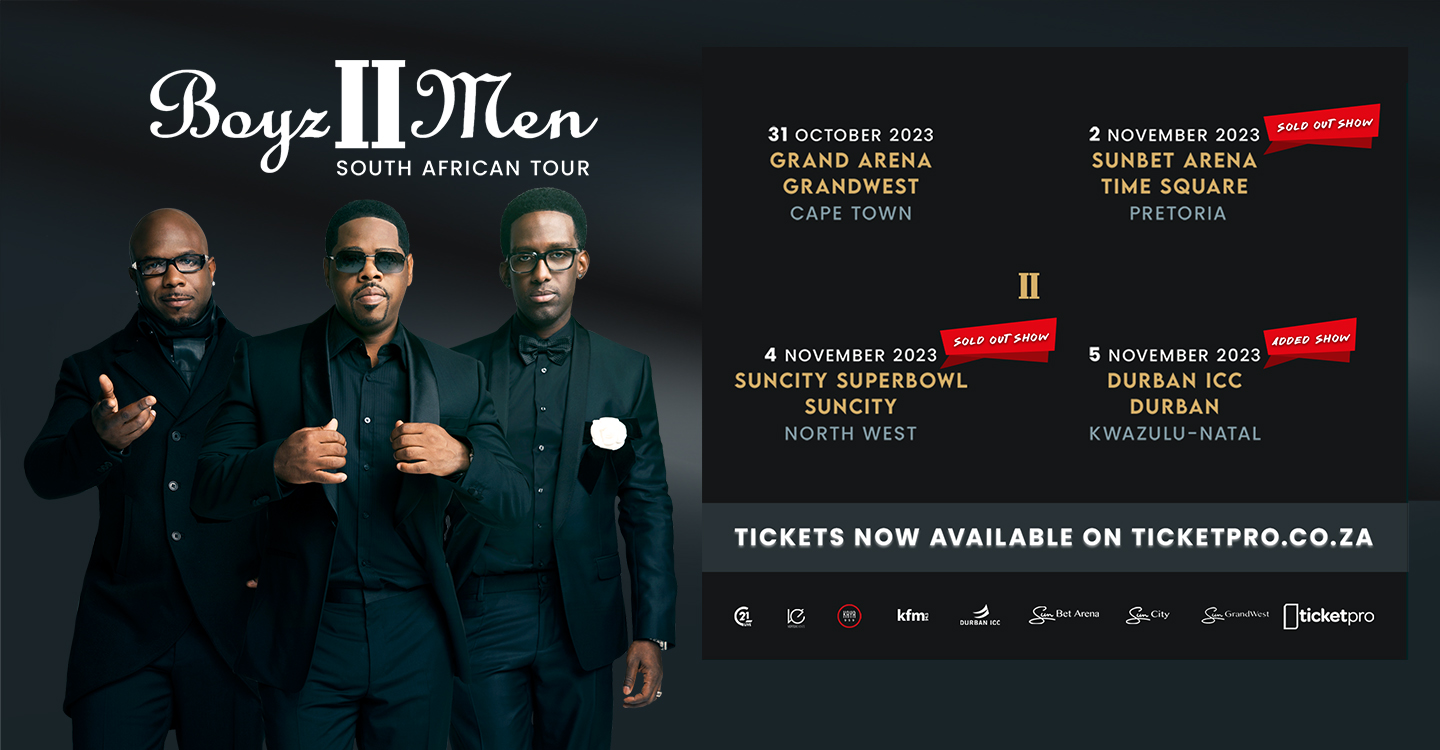 Boyz II Men
SOUTH AFRICAN TOUR
31 OCTOBER 2023
GRAND ARENA
GRANDWEST
CAPE TOWN
2 NOVEMBER 2023
SOLD OUT SHOW
SUNBET ARENA
TIME SQUARE
PRETORIA
II
4 NOVEMBER 2023
SOLD OUT SHOW
SUNCITY SUPERBOWL
SUNCITY
NORTH WEST
5 NOVEMBER 2023
ADDED SHOW
DURBAN ICC
DURBAN
KWAZULU-NATAL
TICKETS NOW AVAILABLE ON TICKETPRO.CO.ZA
kfm
DURBAN ICC
Sun Bet Arena
Sun City
Sun GrandWest
ticketpro